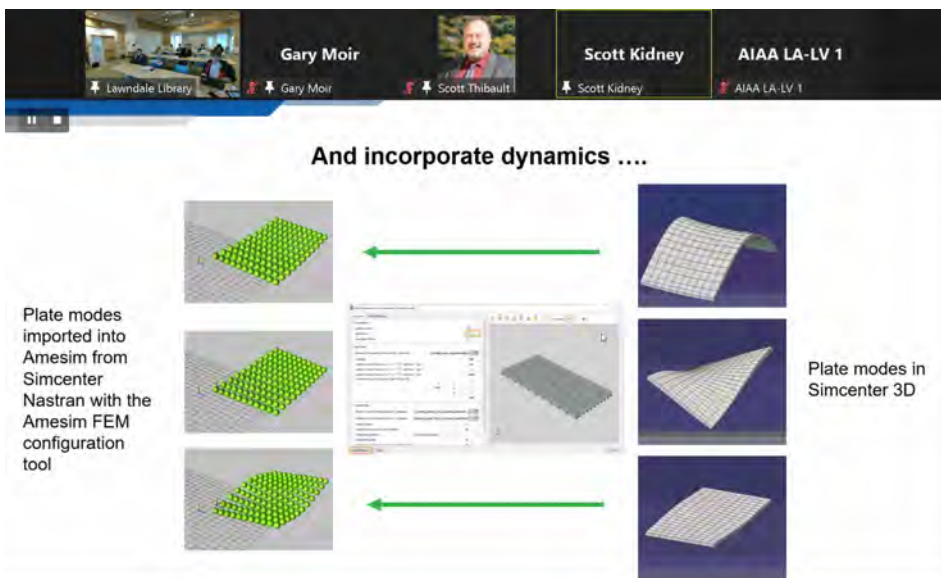 Gary Moir
Scott Kidney
AIAA LA-LV 1
Lawndale Library
Gary Moir
Scott Thibault
Scott Kidney
AIAA LA-LV 1
And incorporate dynamics ....
Plate modes
imported into
Amesim from
Simcenter
Nastran with the
Amesim FEM
configuration
tool
Plate modes in
Simcenter 3D